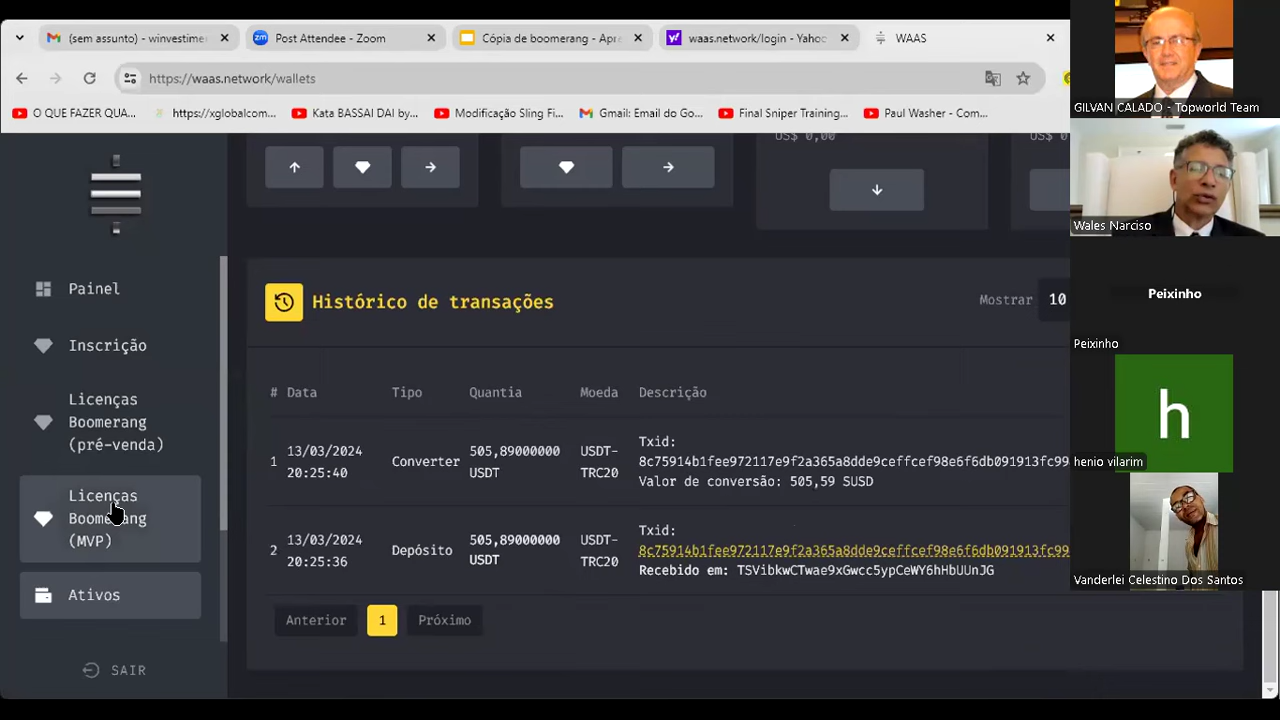 (sem assunto) - winvestime
Post Attendee - Zoom
Cópia de boomerang - Apre
waas.network/login - Yahoo
WAAS
https://waas.network/wallets
O QUE FAZER QUA...
https://xglobalcom...
Kata BASSAI DAI by...
Modificação Sling Fi...
Gmail: Email do Go...
Final Sniper Training...
Paul Washer - Com...
US$ 0,00
US$ 0,0
Painel
Inscrição
Licenças
Boomerang
(pré-venda)
Licenças
Boomerang
(MVP)
Ativos
SAIR
Histórico de transações
Mostrar 10
# Data Tipo Quantia Moeda Descrição
1 13/03/2024 20:25:40 Converter 505,89000000 USDT USDT-TRC20
Txid:
8c75914b1fee972117e9f2a365a8dde9ceffcef98e6f6db091913fc99
Valor de conversão: 505,59 SUSD
2 13/03/2024 20:25:36 Depósito 505,89000000 USDT USDT-TRC20
Txid:
8c75914b1fee972117e9f2a365a8dde9ceffcef98e6f6db091913fc99
Recebido em: TSVibkwCTwae9xGwcc5ypCeWY6hHbUUnJG
Anterior 1 Próximo
GILVAN CALADO - Topworld Team
Wales Narciso
Peixinho
Peixinho
h
henio vilarim
Vanderlei Celestino Dos Santos